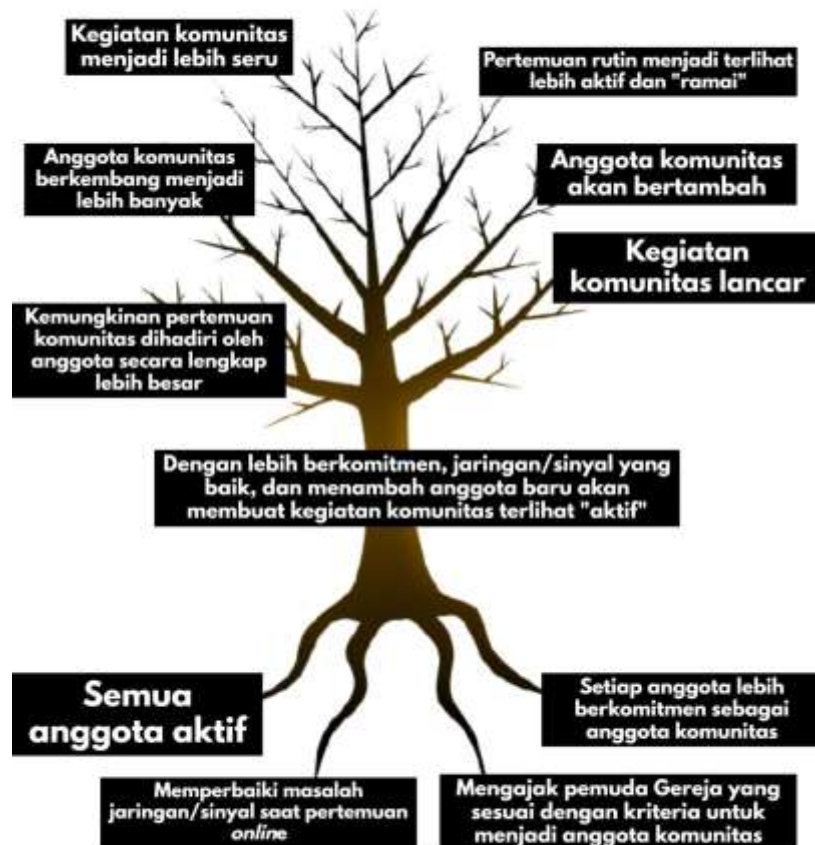 Kegiatan komunitas
menjadi lebih seru
Pertemuan rutin menjadi terlihat
lebih aktif dan "ramai"
Anggota komunitas
berkembang menjadi
lebih banyak
Anggota komunitas
akan bertambah
Kegiatan
komunitas lancar
Kemungkinan pertemuan
komunitas dihadiri oleh
anggota secara lengkap
lebih besar
Dengan lebih berkomitmen, jaringan/sinyal yang
baik, dan menambah anggota baru akan
membuat kegiatan komunitas terlihat "aktif"
Semua
anggota aktif
Setiap anggota lebih
berkomitmen sebagai
anggota komunitas
Memperbaiki masalah
jaringan/sinyal saat pertemuan
online
Mengajak pemuda Gereja yang
sesuai dengan kriteria untuk
menjadi anggota komunitas